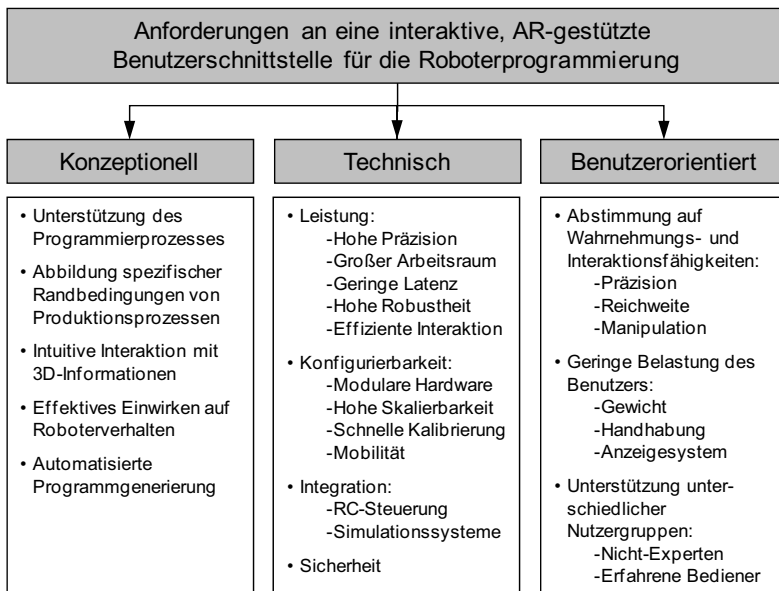 Anforderungen an eine interaktive, AR-gestützte
Benutzerschnittstelle für die Roboterprogrammierung
Konzeptionell
• Unterstützung des
Programmierprozesses
• Abbildung spezifischer
Randbedingungen von
Produktionsprozessen
• Intuitive Interaktion mit
3D-Informationen
• Effektives Einwirken auf
Roboterverhalten
• Automatisierte
Programmgenerierung
Technisch
• Leistung:
-Hohe Präzision
-Großer Arbeitsraum
-Geringe Latenz
-Hohe Robustheit
-Effiziente Interaktion
• Konfigurierbarkeit:
-Modulare Hardware
-Hohe Skalierbarkeit
-Schnelle Kalibrierung
-Mobilität
• Integration:
-RC-Steuerung
-Simulationssysteme
• Sicherheit
Benutzerorientiert
• Abstimmung auf
Wahrnehmungs- und
Interaktionsfähigkeiten:
-Präzision
-Reichweite
-Manipulation
• Geringe Belastung des
Benutzers:
-Gewicht
-Handhabung
-Anzeigesystem
• Unterstützung unter-
schiedlicher
Nutzergruppen:
-Nicht-Experten
-Erfahrene Bediener